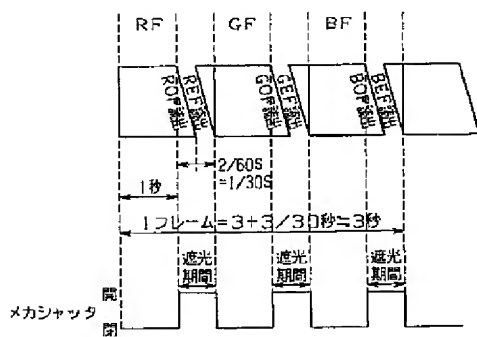 RF GF BF
ROF読出 REF読出 GOF読出 GEF読出 BOF読出 BEF読出
2/60S
=1/30S
1秒
1フレーム=3+3/30秒≒3秒
遮光 遮光 遮光
期間 期間 期間
開
メカシャッタ
閉